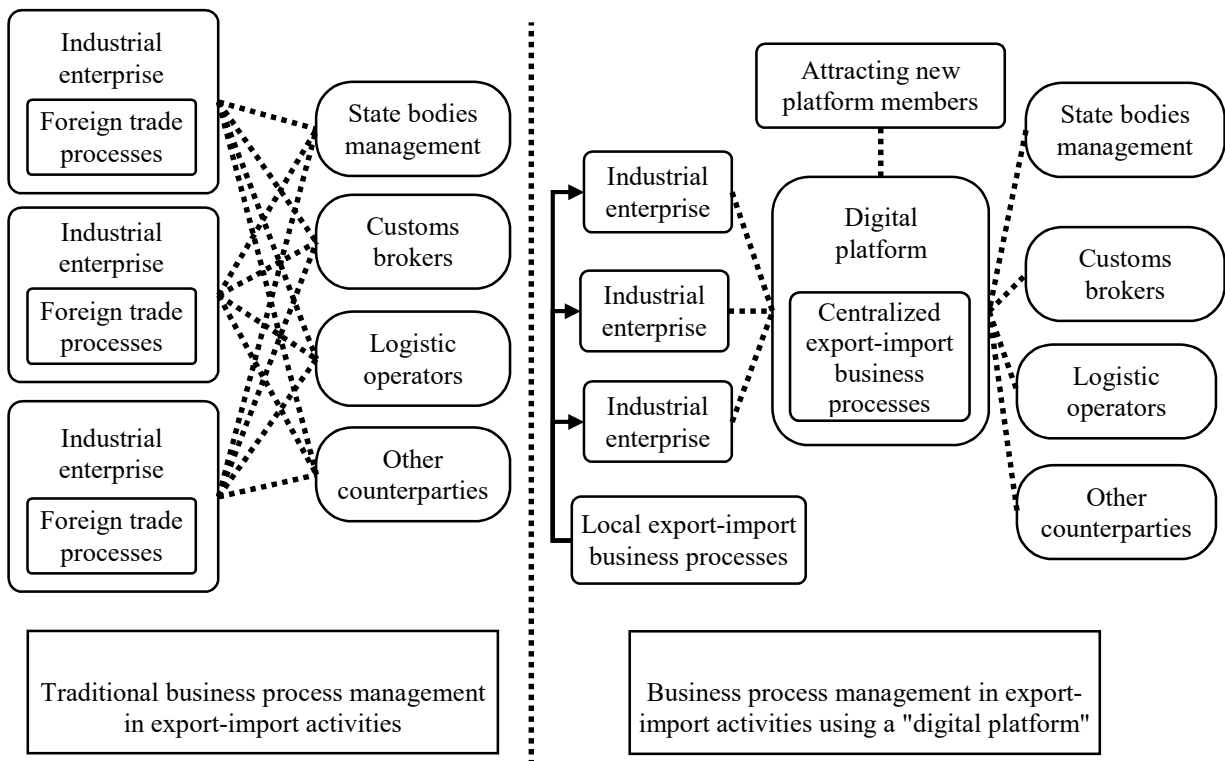 Industrial
enterprise
Foreign trade
processes
Industrial
enterprise
Foreign trade
processes
Industrial
enterprise
Foreign trade
processes
State bodies
management
Customs
brokers
Logistic
operators
Other
counterparties
Traditional business process management
in export-import activities
Attracting new
platform members
Industrial
enterprise
Industrial
enterprise
Industrial
enterprise
Local export-import
business processes
Digital
platform
Centralized
export-import
business
processes
State bodies
management
Customs
brokers
Logistic
operators
Other
counterparties
Business process management in export-
import activities using a "digital platform"